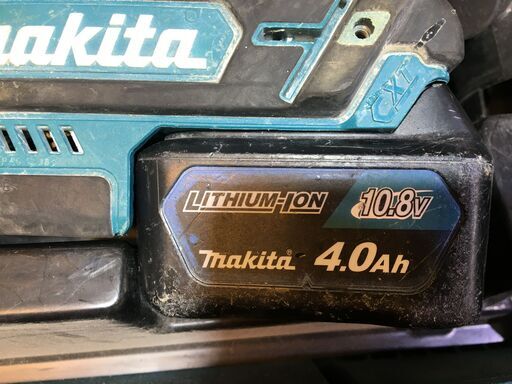 makita
CXT
LITHIUM-ION
10.8V
makita® 4.0Ah